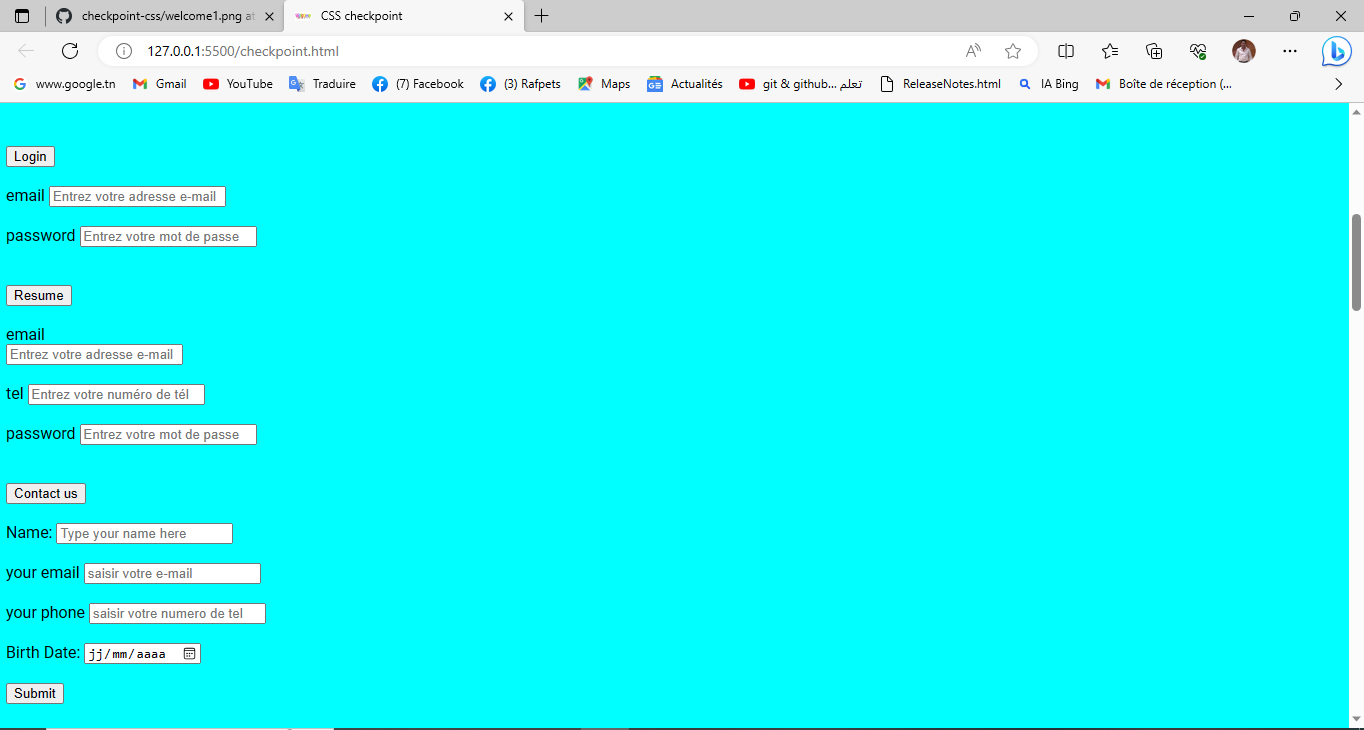 checkpoint-css/welcome1.png at
CSS checkpoint
127.0.0.1:5500/checkpoint.html
www.google.tn Gmail YouTube Traduire (7) Facebook (3) Rafpets Maps Actualités git & github... تعلم ReleaseNotes.html IA Bing Boîte de réception (...
Login
email Entrez votre adresse e-mail
password Entrez votre mot de passe
Resume
email
Entrez votre adresse e-mail
tel Entrez votre numéro de tél
password Entrez votre mot de passe
Contact us
Name: Type your name here
your email saisir votre e-mail
your phone saisir votre numero de tel
Birth Date: jj/mm/aaaa
Submit